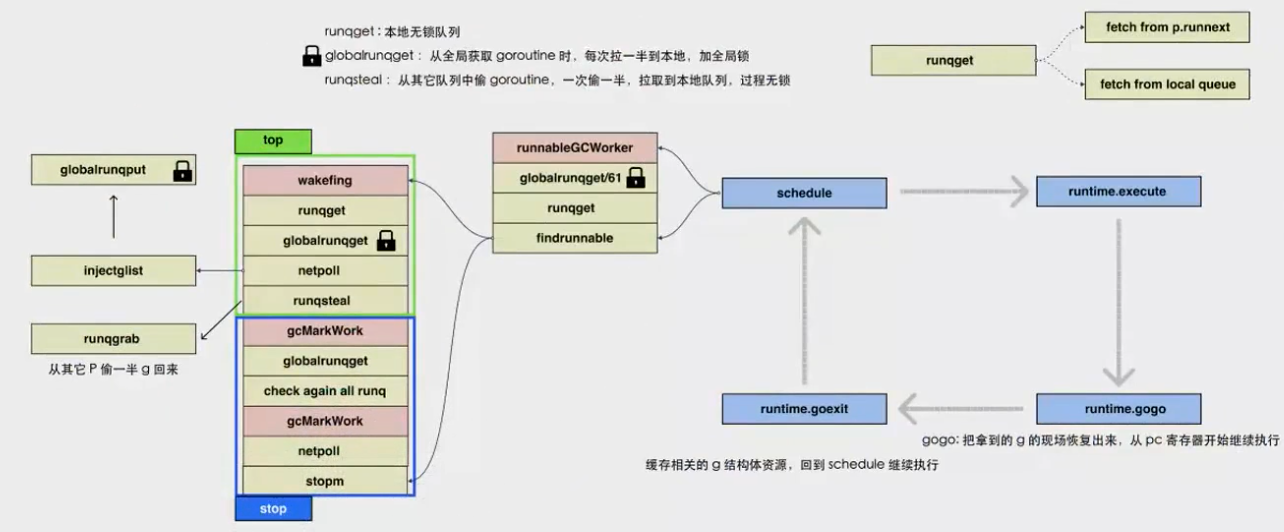 runqget：本地无锁队列
globalrunqget： 从全局获取 goroutine 时，每次拉一半到本地，加全局锁
runqsteal： 从其它队列中偷 goroutine，一次偷一半，拉取到本地队列，过程无锁
runqget
fetch from p.runnext
fetch from local queue
top
globalrunqput
injectglist
runqgrab
从其它 P 偷一半 g 回来
wakefing
runqget
globalrunqget
netpoll
runqsteal
gcMarkWork
globalrunqget
check again all runq
gcMarkWork
netpoll
stopm
stop
runnableGCWorker
globalrunqget/61
runqget
findrunnable
schedule
runtime.execute
runtime.goexit
runtime.gogo
gogo: 把拿到的 g 的现场恢复出来，从 pc 寄存器开始继续执行
缓存相关的 g 结构体资源，回到 schedule 继续执行